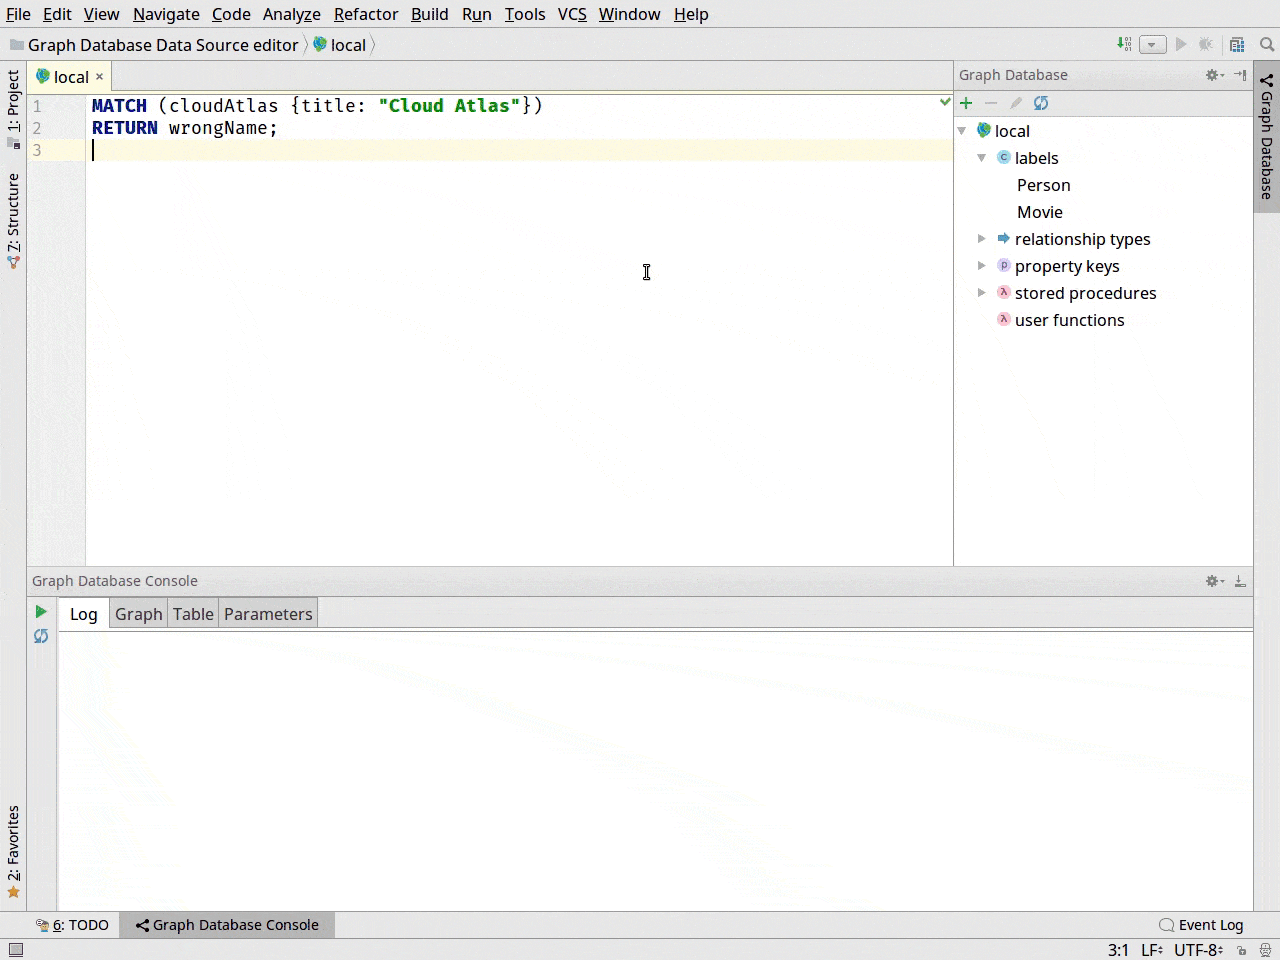 File Edit View Navigate Code Analyze Refactor Build Run Tools VCS Window Help
Graph Database Data Source editor local
1: Project
7: Structure
2: Favorites
local ×
1 MATCH (cloudAtlas {title: "Cloud Atlas"})
2 RETURN wrongName;
3
Graph Database
local
labels
Person
Movie
relationship types
property keys
stored procedures
user functions
Graph Database
Graph Database Console
Log Graph Table Parameters
6: TODO Graph Database Console Event Log
3:1 LF UTF-8